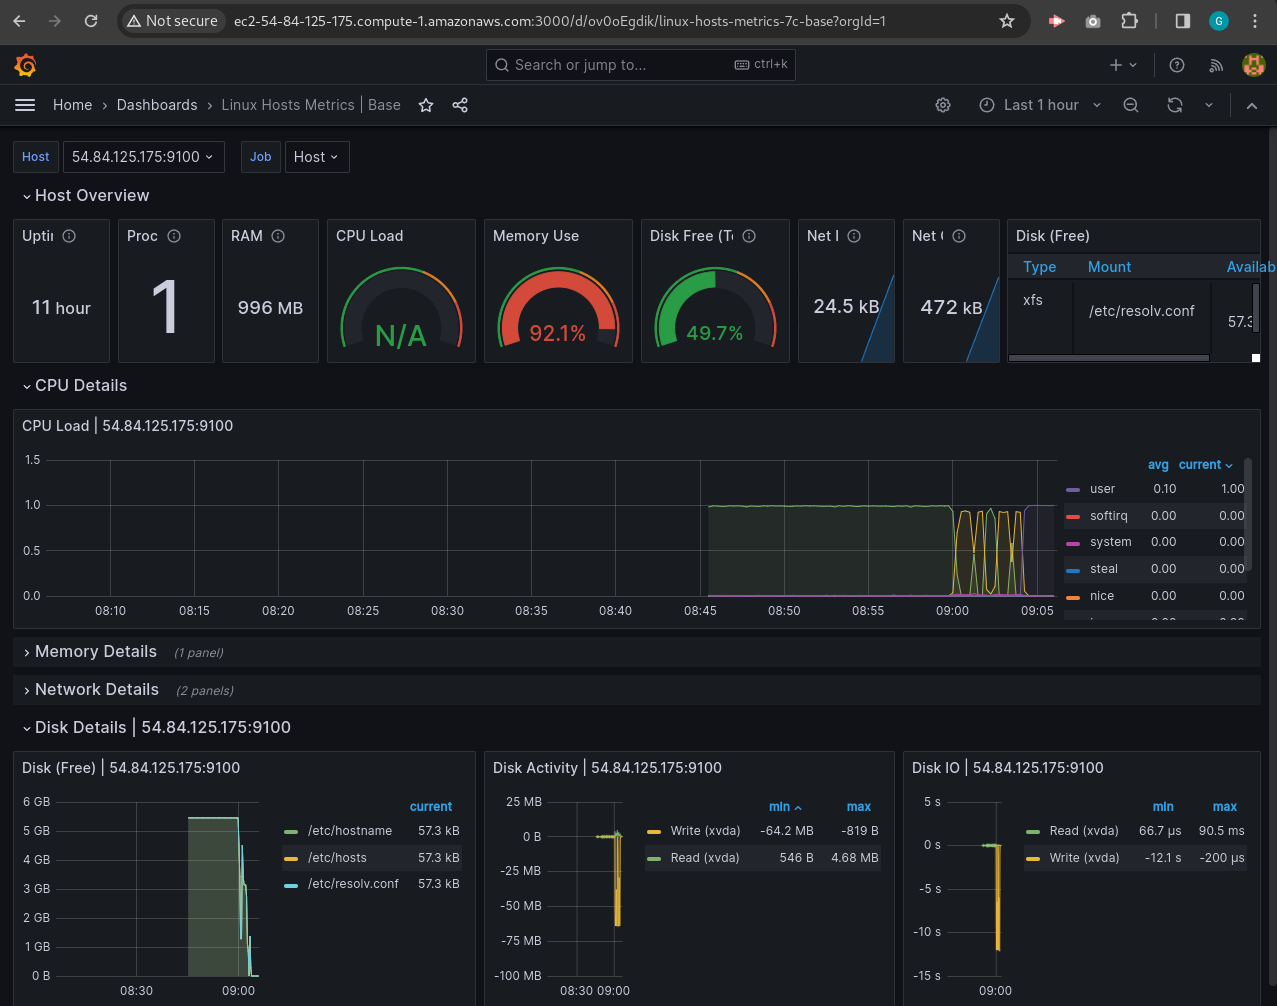 Not secure ec2-54-84-125-175.compute-1.amazonaws.com:3000/d/ov0oEgdik/linux-hosts-metrics-7c-base?orgId=1
G
Search or jump to... ctrl+k
Home › Dashboards › Linux Hosts Metrics | Base
Last 1 hour
Host 54.84.125.175:9100 Job Host
Host Overview
Uptir
11 hour
Proc
1
RAM
996 MB
CPU Load
N/A
Memory Use
92.1%
Disk Free (To
49.7%
Net I
24.5 kB
Net
472 kB
Disk (Free)
Type Mount Availab
xfs /etc/resolv.conf 57.3
CPU Details
CPU Load | 54.84.125.175:9100
1.5
1.0
0.5
0.0
08:10 08:15 08:20 08:25 08:30 08:35 08:40 08:45 08:50 08:55 09:00 09:05
avg current
user 0.10 1.00
softirq 0.00 0.00
system 0.00 0.00
steal 0.00 0.00
nice 0.00 0.00
Memory Details (1 panel)
Network Details (2 panels)
Disk Details | 54.84.125.175:9100
Disk (Free) | 54.84.125.175:9100
6 GB
5 GB
4 GB
3 GB
2 GB
1 GB
0 B
08:30 09:00
current
/etc/hostname 57.3 kB
/etc/hosts 57.3 kB
/etc/resolv.conf 57.3 kB
Disk Activity | 54.84.125.175:9100
25 MB
0 B
-25 MB
-50 MB
-75 MB
-100 MB
08:30 09:00
min max
Write (xvda) -64.2 MB -819 B
Read (xvda) 546 B 4.68 MB
Disk IO | 54.84.125.175:9100
5 s
0 s
-5 s
-10 s
-15 s
09:00
min max
Read (xvda) 66.7 µs 90.5 ms
Write (xvda) -12.1 s -200 µs